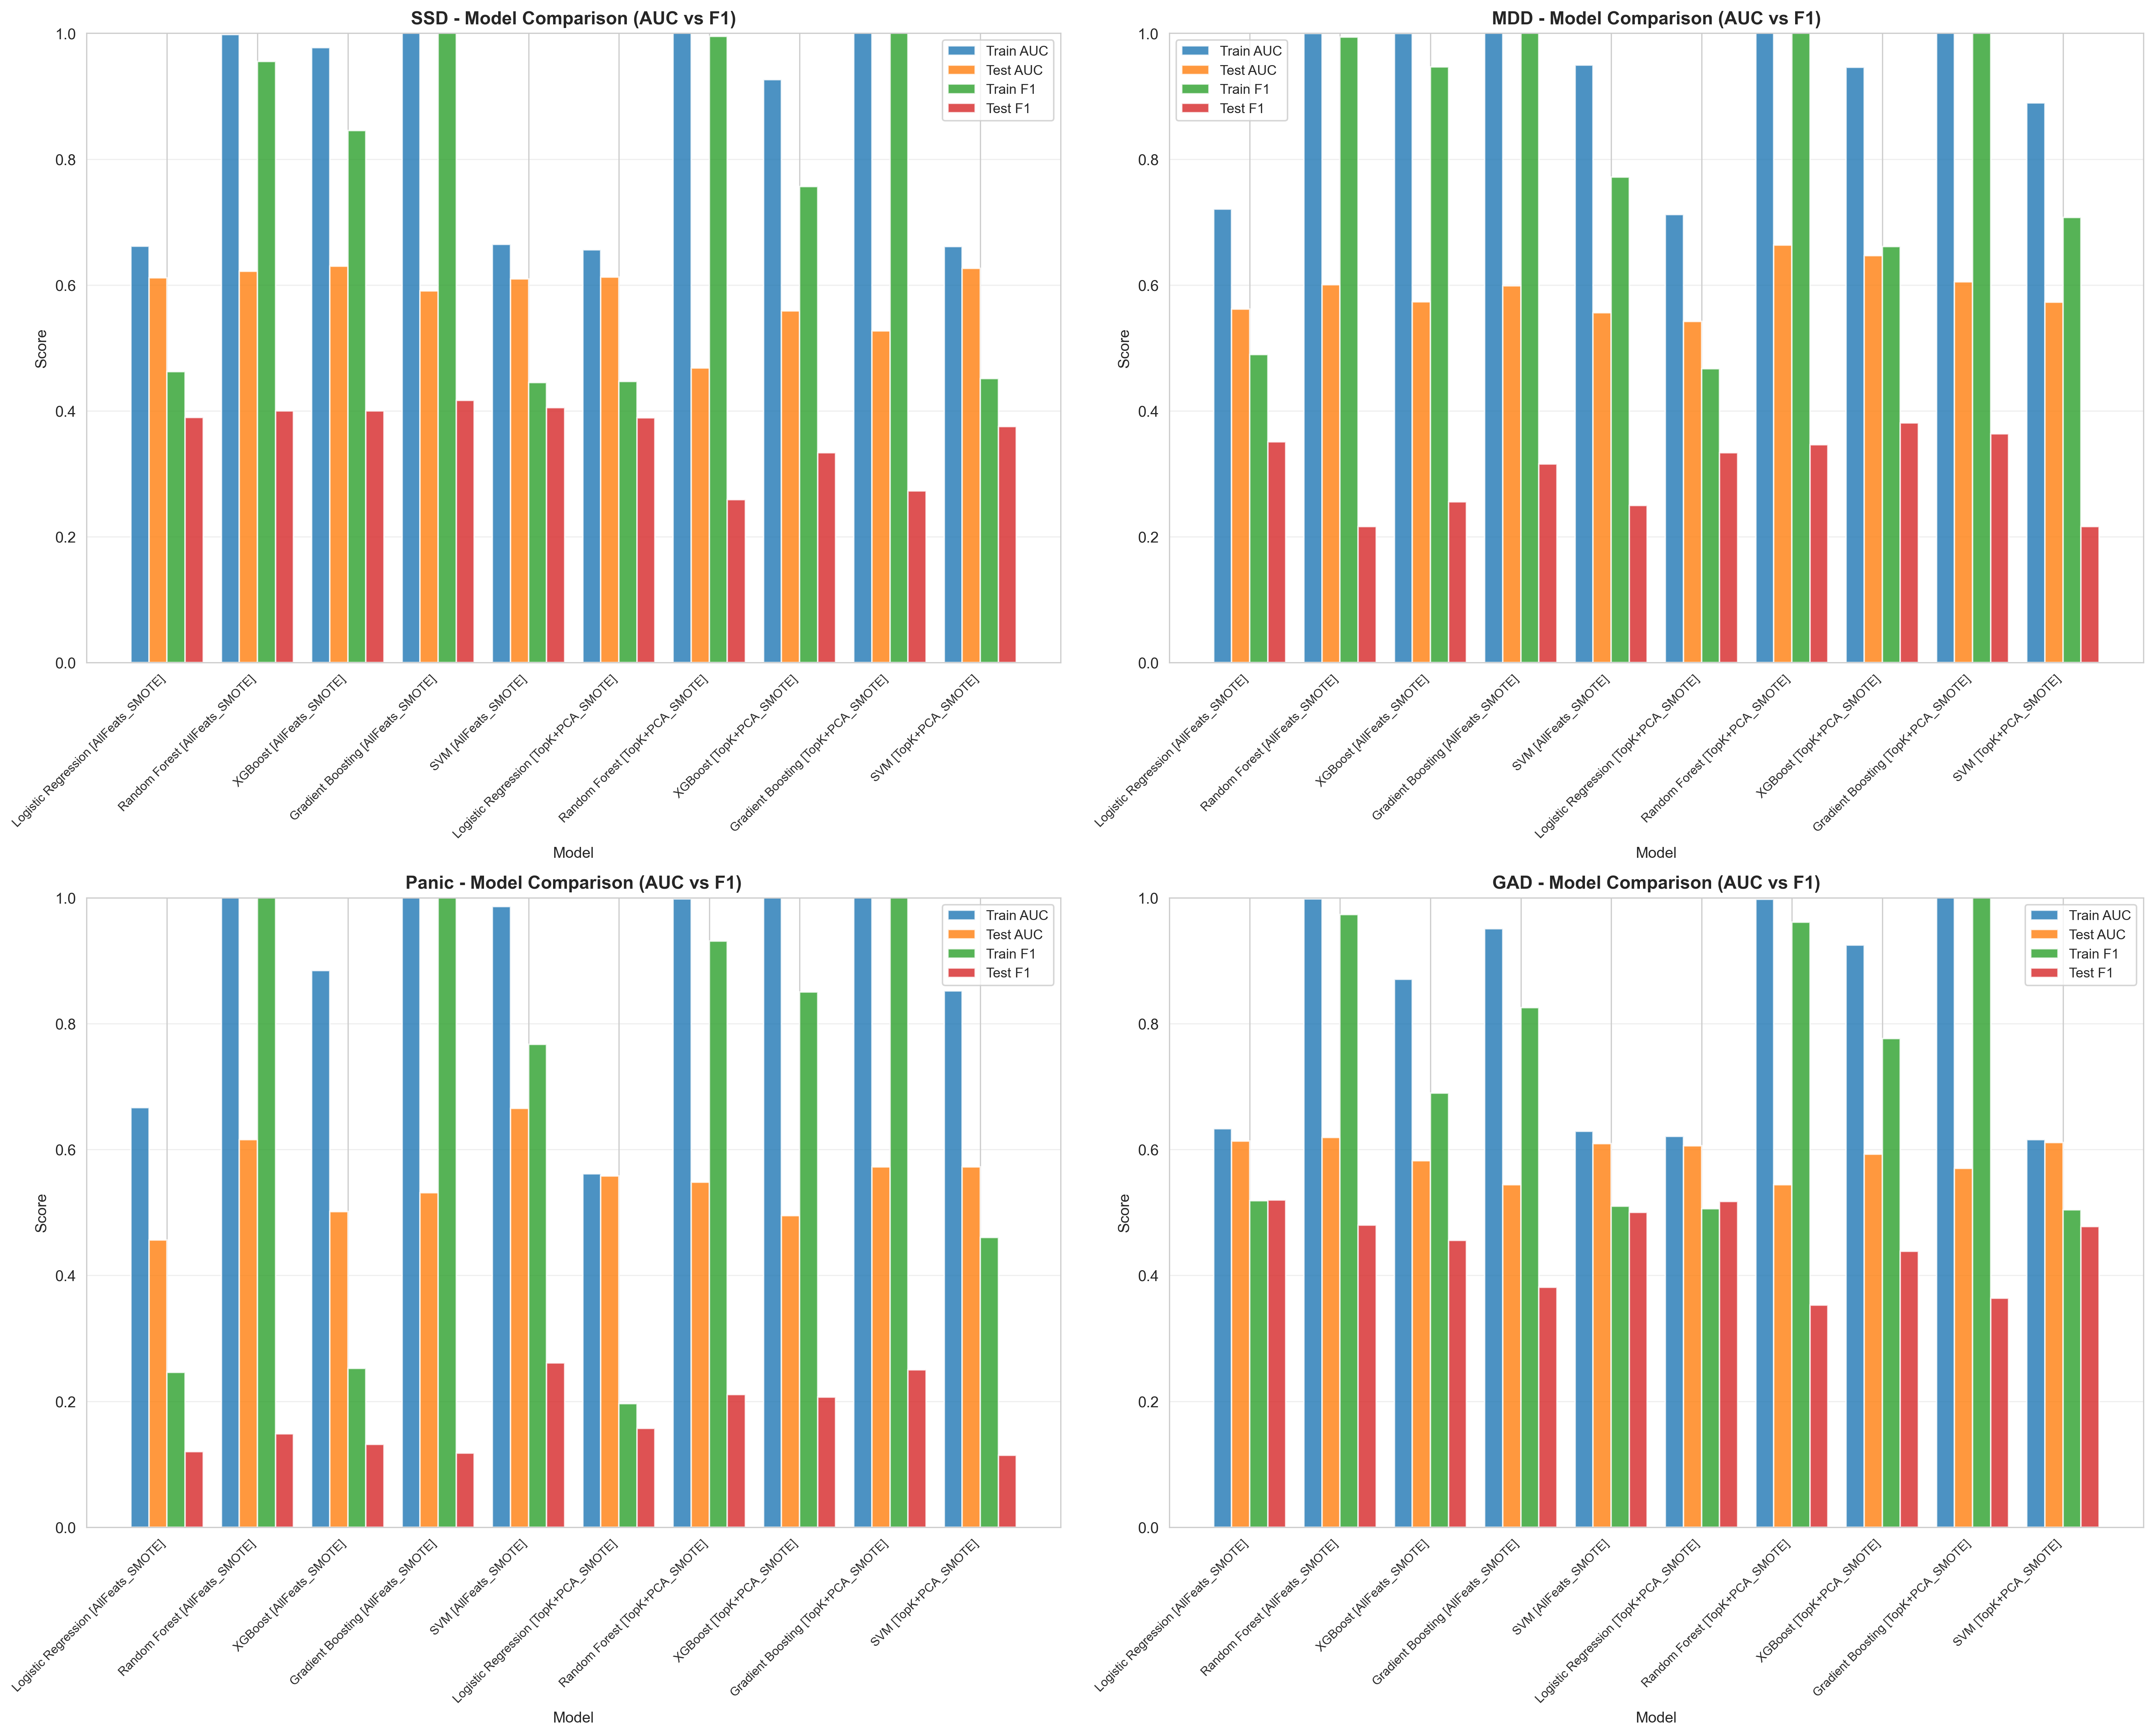 SSD - Model Comparison (AUC vs F1)
1.0
0.8
0.6
0.4
0.2
0.0
Score
Train AUC
Test AUC
Train F1
Test F1
Logistic Regression [AllFeats_SMOTE]
Random Forest [AllFeats_SMOTE]
XGBoost [AllFeats_SMOTE]
Gradient Boosting [AllFeats_SMOTE]
SVM [AllFeats_SMOTE]
Logistic Regression [TopK+PCA_SMOTE]
Random Forest [TopK+PCA_SMOTE]
XGBoost [TopK+PCA_SMOTE]
Gradient Boosting [TopK+PCA_SMOTE]
SVM [TopK+PCA_SMOTE]
Model
MDD - Model Comparison (AUC vs F1)
1.0
0.8
0.6
0.4
0.2
0.0
Score
Train AUC
Test AUC
Train F1
Test F1
Logistic Regression [AllFeats_SMOTE]
Random Forest [AllFeats_SMOTE]
XGBoost [AllFeats_SMOTE]
Gradient Boosting [AllFeats_SMOTE]
SVM [AllFeats_SMOTE]
Logistic Regression [TopK+PCA_SMOTE]
Random Forest [TopK+PCA_SMOTE]
XGBoost [TopK+PCA_SMOTE]
Gradient Boosting [TopK+PCA_SMOTE]
SVM [TopK+PCA_SMOTE]
Model
Panic - Model Comparison (AUC vs F1)
1.0
0.8
0.6
0.4
0.2
0.0
Score
Train AUC
Test AUC
Train F1
Test F1
Logistic Regression [AllFeats_SMOTE]
Random Forest [AllFeats_SMOTE]
XGBoost [AllFeats_SMOTE]
Gradient Boosting [AllFeats_SMOTE]
SVM [AllFeats_SMOTE]
Logistic Regression [TopK+PCA_SMOTE]
Random Forest [TopK+PCA_SMOTE]
XGBoost [TopK+PCA_SMOTE]
Gradient Boosting [TopK+PCA_SMOTE]
SVM [TopK+PCA_SMOTE]
Model
GAD - Model Comparison (AUC vs F1)
1.0
0.8
0.6
0.4
0.2
0.0
Score
Train AUC
Test AUC
Train F1
Test F1
Logistic Regression [AllFeats_SMOTE]
Random Forest [AllFeats_SMOTE]
XGBoost [AllFeats_SMOTE]
Gradient Boosting [AllFeats_SMOTE]
SVM [AllFeats_SMOTE]
Logistic Regression [TopK+PCA_SMOTE]
Random Forest [TopK+PCA_SMOTE]
XGBoost [TopK+PCA_SMOTE]
Gradient Boosting [TopK+PCA_SMOTE]
SVM [TopK+PCA_SMOTE]
Model